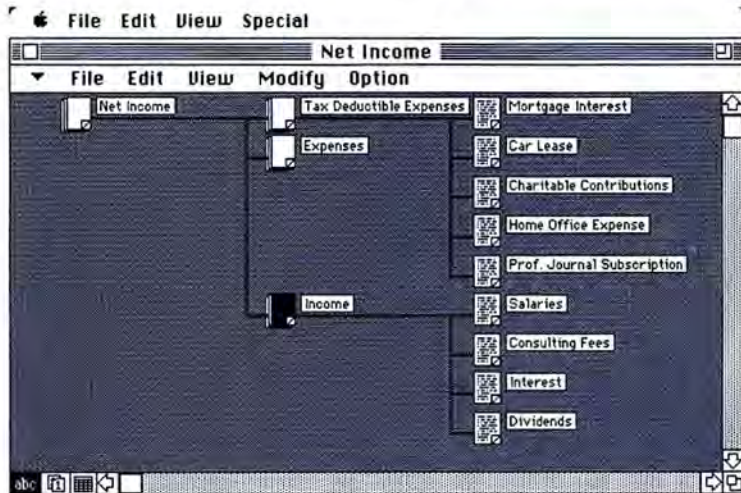 File Edit View Special
Net Income
File Edit View Modify Option
Net Income Tax Deductible Expenses Mortgage Interest
Expenses Car Lease
Charitable Contributions
Home Office Expense
Prof. Journal Subscription
Income Salaries
Consulting Fees
Interest
Dividends
abc